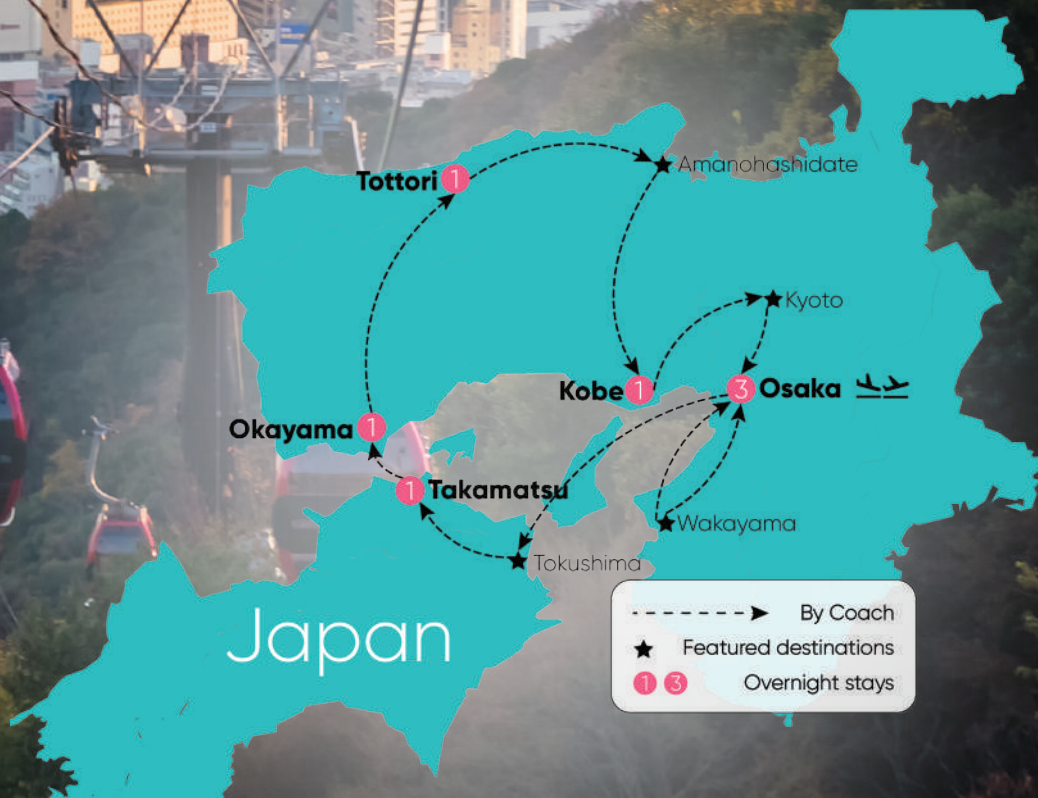 Tottori 1
Amanohashidate
Kyoto
Kobe 1
3 Osaka
Okayama 1
1 Takamatsu
Wakayama
Tokushima
Japan
By Coach
Featured destinations
1 3 Overnight stays